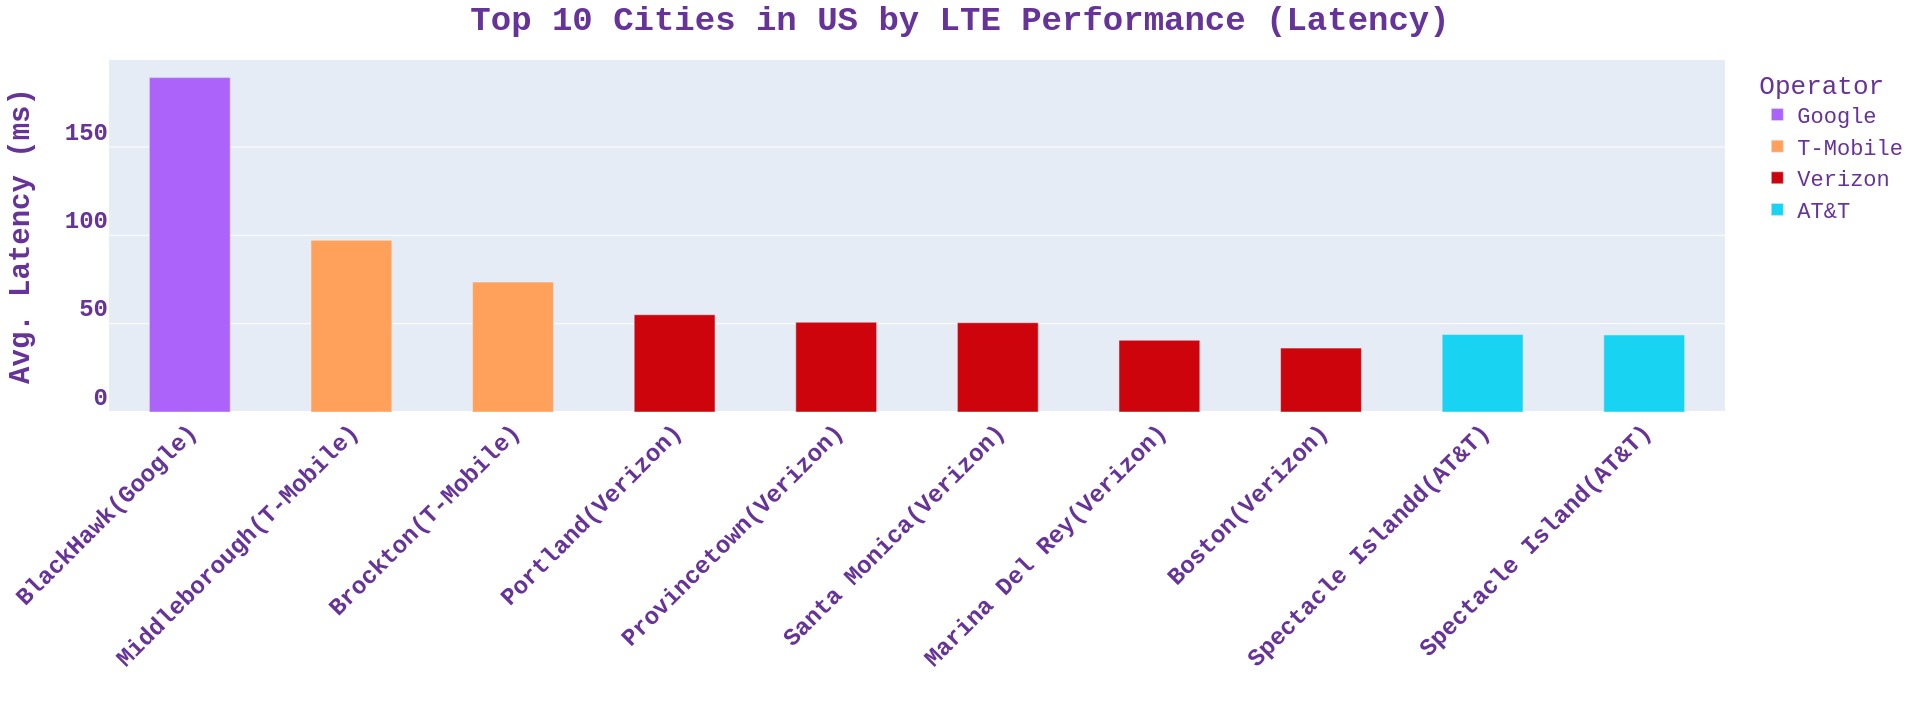 Top 10 Cities in US by LTE Performance (Latency)
Avg. Latency (ms)
150
100
50
0
BlackHawk(Google)
Middleborough(T-Mobile)
Brockton(T-Mobile)
Portland(Verizon)
Provincetown(Verizon)
Santa Monica(Verizon)
Marina Del Rey(Verizon)
Boston(Verizon)
Spectacle Islandd(AT&T)
Spectacle Island(AT&T)
Operator
Google
T-Mobile
Verizon
AT&T